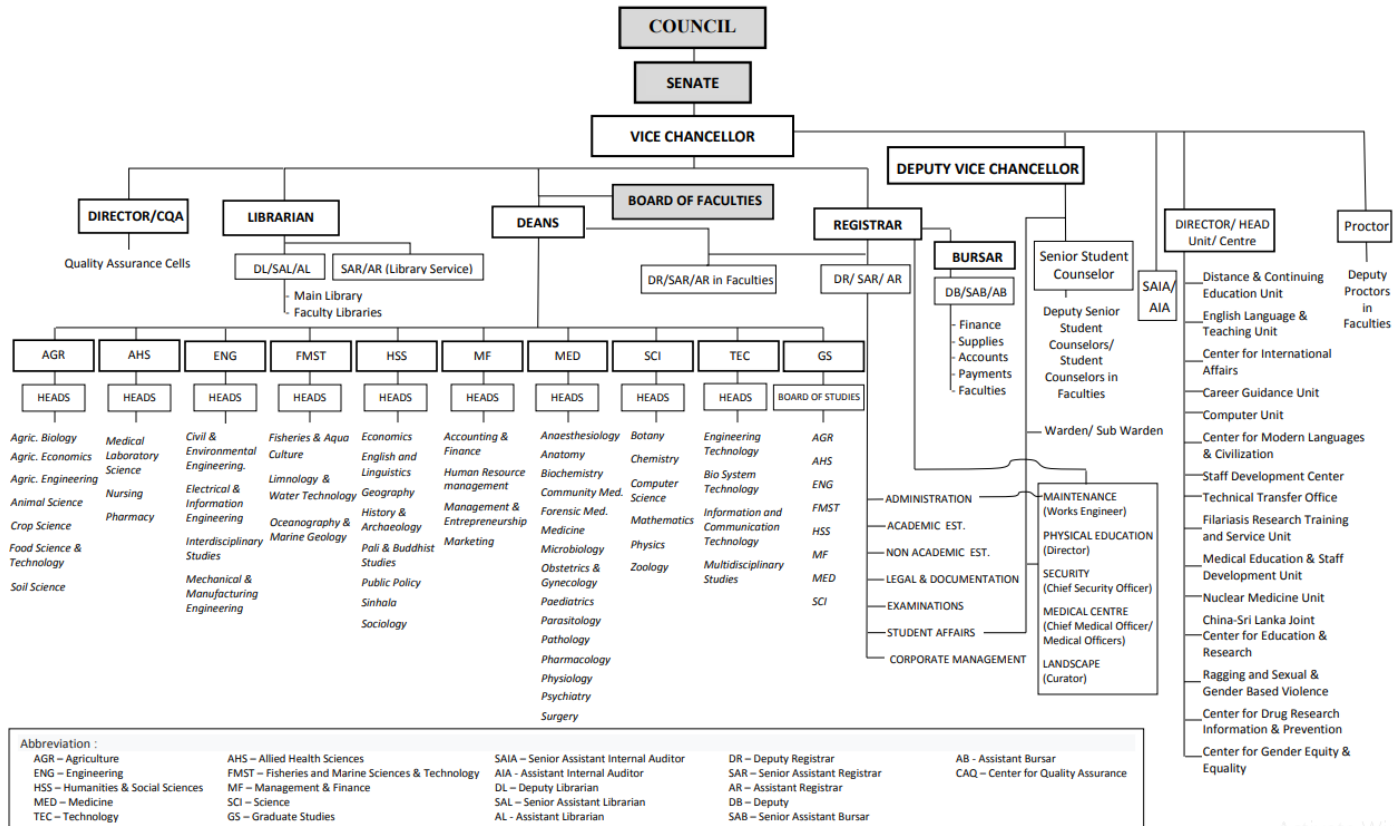 COUNCIL
SENATE
VICE CHANCELLOR
DEPUTY VICE CHANCELLOR
BOARD OF FACULTIES
DIRECTOR/CQA
Quality Assurance Cells
LIBRARIAN
DL/SAL/AL
- Main Library
- Faculty Libraries
SAR/AR (Library Service)
DEANS
DR/SAR/AR in Faculties
REGISTRAR
DR/ SAR/ AR
BURSAR
DB/SAB/AB
- Finance
- Supplies
- Accounts
- Payments
- Faculties
Senior Student
Counselor
Deputy Senior
Student
Counselors/
Student
Counselors in
Faculties
Warden/ Sub Warden
SAIA/
AIA
DIRECTOR/ HEAD
Unit/ Centre
Distance & Continuing
Education Unit
English Language &
Teaching Unit
Center for International
Affairs
Career Guidance Unit
Computer Unit
Center for Modern Languages
& Civilization
Staff Development Center
Technical Transfer Office
Filariasis Research Training
and Service Unit
Medical Education & Staff
Development Unit
Nuclear Medicine Unit
China-Sri Lanka Joint
Center for Education &
Research
Ragging and Sexual &
Gender Based Violence
Center for Drug Research
Information & Prevention
Center for Gender Equity &
Equality
Proctor
Deputy
Proctors
in
Faculties
AGR
HEADS
Agric. Biology
Agric. Economics
Agric. Engineering
Animal Science
Crop Science
Food Science &
Technology
Soil Science
AHS
HEADS
Medical
Laboratory
Science
Nursing
Pharmacy
ENG
HEADS
Civil &
Environmental
Engineering.
Electrical &
Information
Engineering
Interdisciplinary
Studies
Mechanical &
Manufacturing
Engineering
FMST
HEADS
Fisheries & Aqua
Culture
Limnology &
Water Technology
Oceanography &
Marine Geology
HSS
HEADS
Economics
English and
Linguistics
Geography
History &
Archaeology
Pali & Buddhist
Studies
Public Policy
Sinhala
Sociology
MF
HEADS
Accounting &
Finance
Human Resource
management
Management &
Entrepreneurship
Marketing
MED
HEADS
Anaesthesiology
Anatomy
Biochemistry
Community Med.
Forensic Med.
Medicine
Microbiology
Obstetrics &
Gynecology
Paediatrics
Parasitology
Pathology
Pharmacology
Physiology
Psychiatry
Surgery
SCI
HEADS
Botany
Chemistry
Computer
Science
Mathematics
Physics
Zoology
TEC
HEADS
Engineering
Technology
Bio System
Technology
Information and
Communication
Technology
Multidisciplinary
Studies
GS
BOARD OF STUDIES
AGR
AHS
ENG
FMST
HSS
MF
MED
SCI
ADMINISTRATION
ACADEMIC EST.
NON ACADEMIC EST.
LEGAL & DOCUMENTATION
EXAMINATIONS
STUDENT AFFAIRS
CORPORATE MANAGEMENT
MAINTENANCE
(Works Engineer)
PHYSICAL EDUCATION
(Director)
SECURITY
(Chief Security Officer)
MEDICAL CENTRE
(Chief Medical Officer/
Medical Officers)
LANDSCAPE
(Curator)
Abbreviation :
AGR – Agriculture
ENG – Engineering
HSS – Humanities & Social Sciences
MED – Medicine
TEC – Technology
AHS – Allied Health Sciences
FMST – Fisheries and Marine Sciences & Technology
MF – Management & Finance
SCI – Science
GS – Graduate Studies
SAIA – Senior Assistant Internal Auditor
AIA - Assistant Internal Auditor
DL – Deputy Librarian
SAL – Senior Assistant Librarian
AL - Assistant Librarian
DR – Deputy Registrar
SAR – Senior Assistant Registrar
AR – Assistant Registrar
DB – Deputy
SAB – Senior Assistant Bursar
AB - Assistant Bursar
CAQ – Center for Quality Assurance